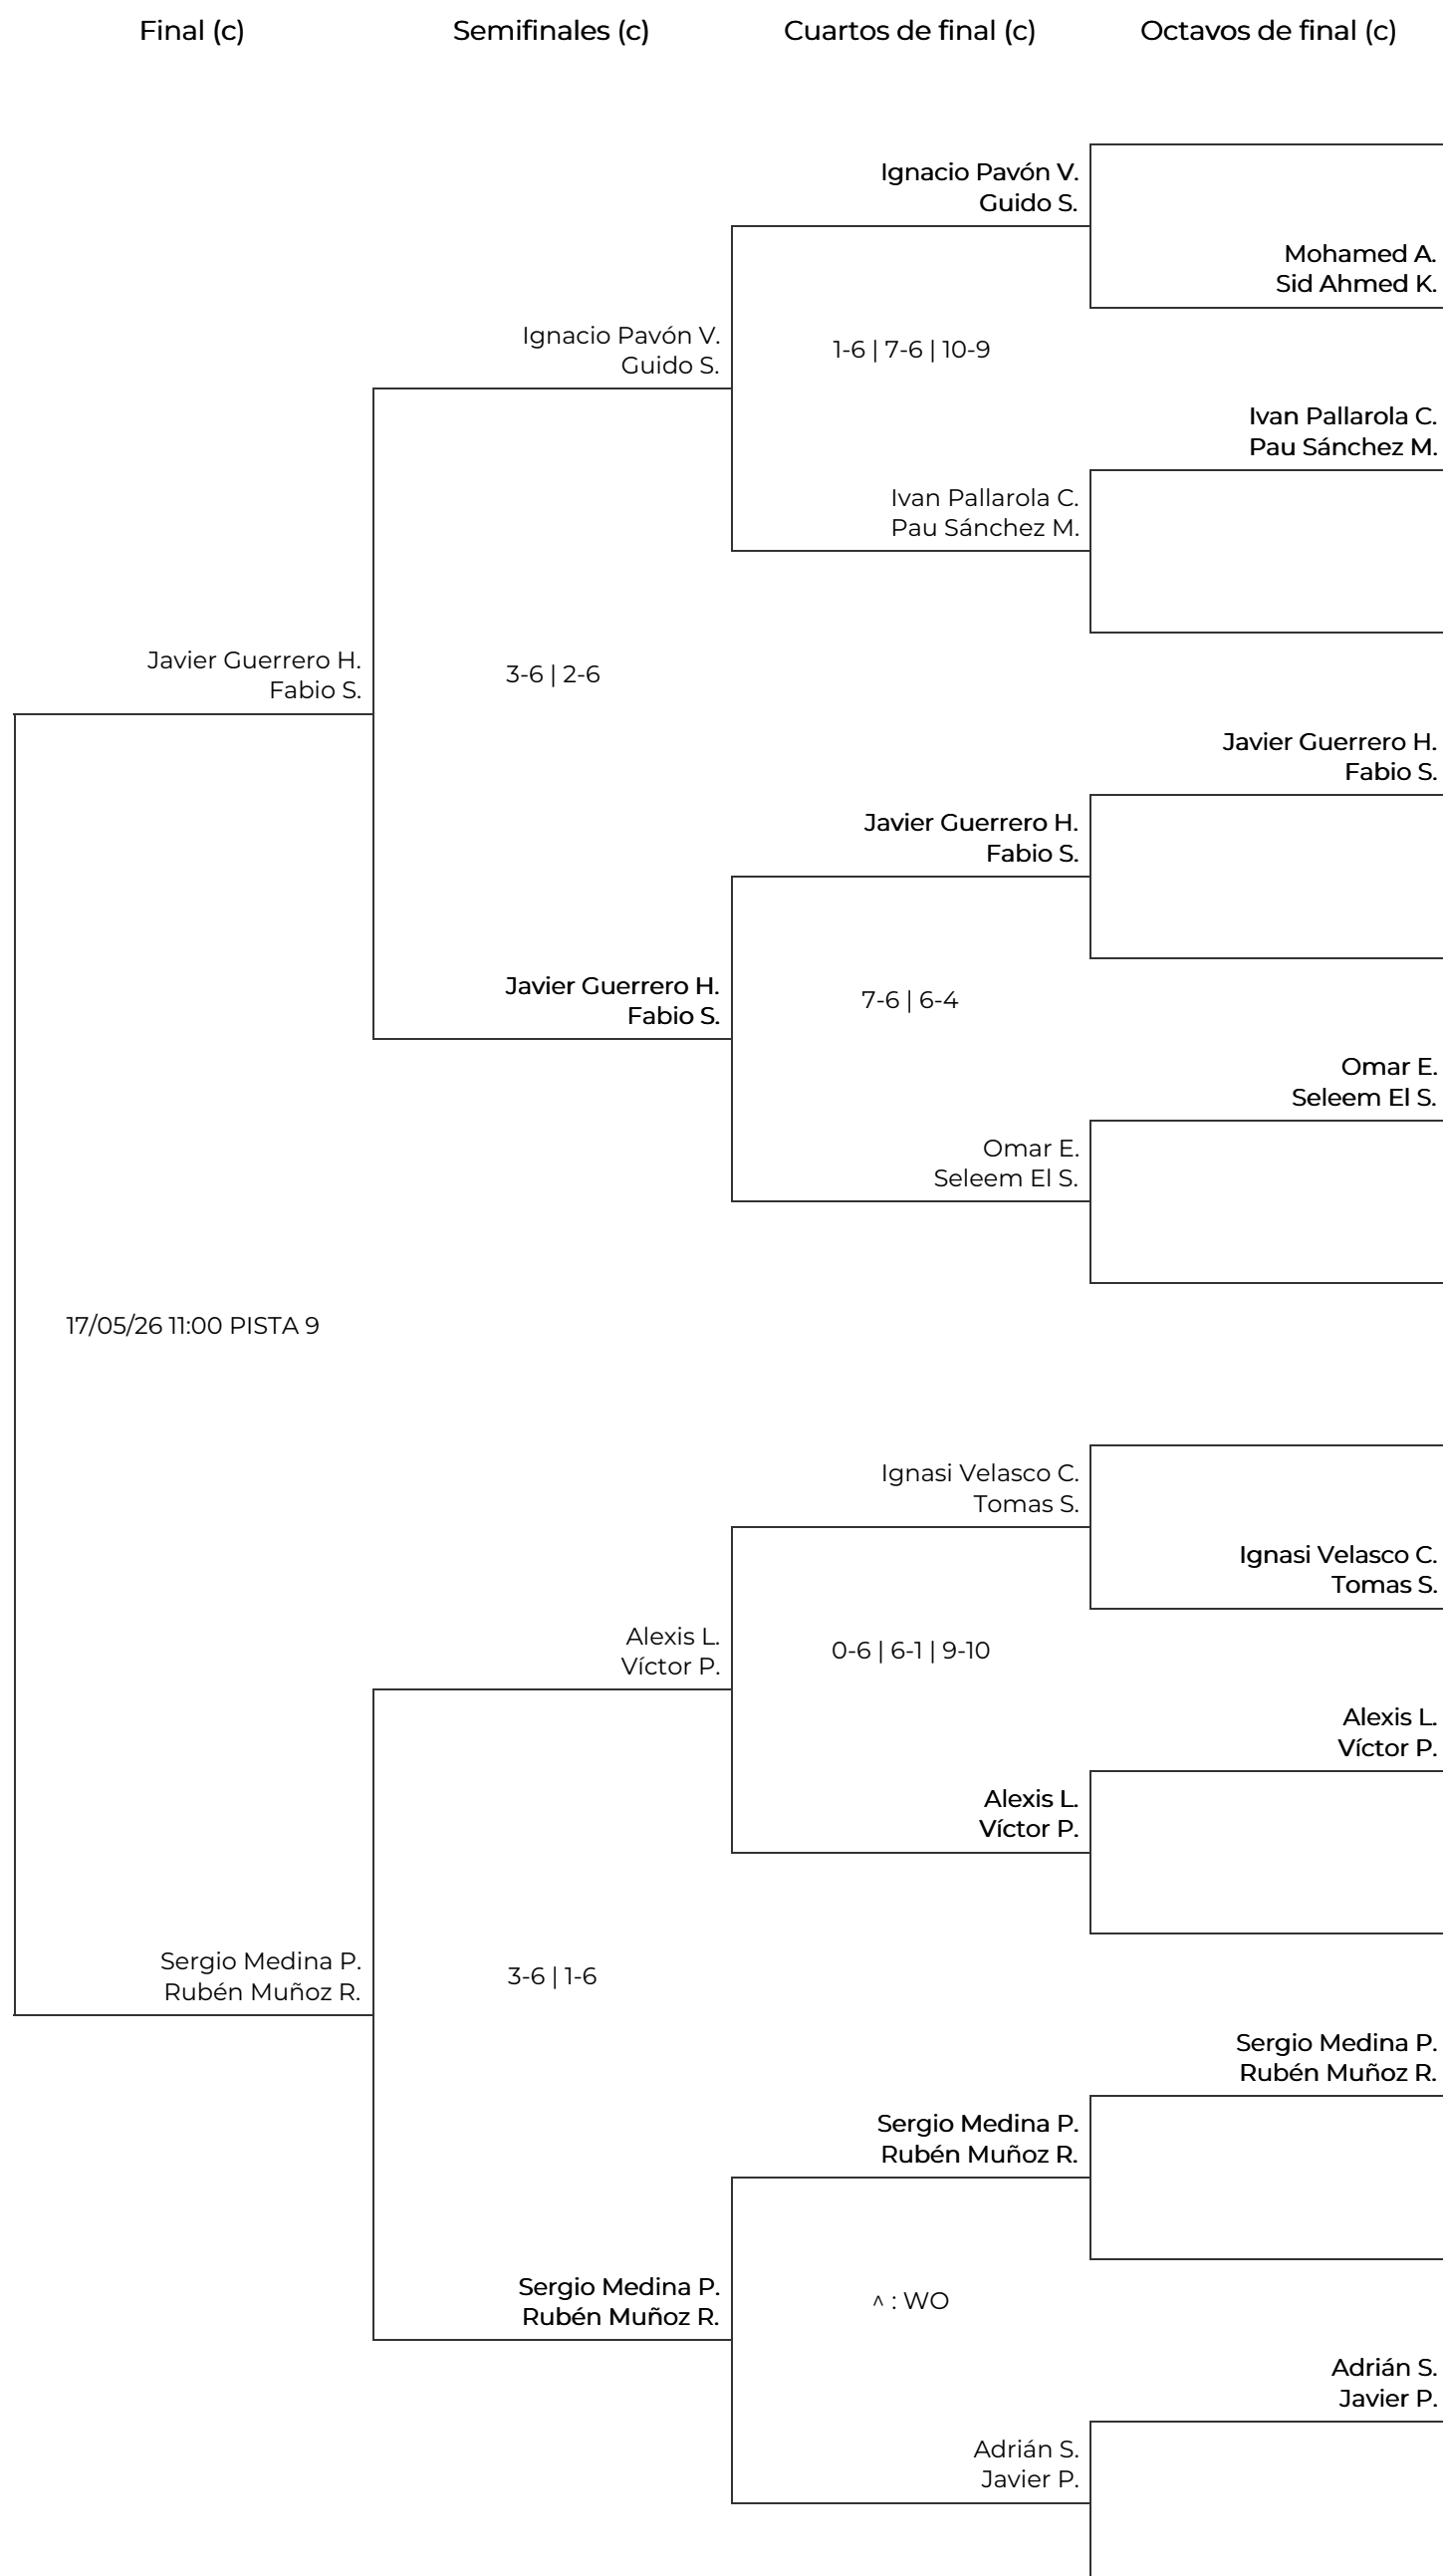 Final (c)
Semifinales (c)
Cuartos de final (c)
Octavos de final (c)
Ignacio Pavón V.
Guido S.
Mohamed A.
Sid Ahmed K.
Ignacio Pavón V.
Guido S.
1-6 | 7-6 | 10-9
Ivan Pallarola C.
Pau Sánchez M.
Ivan Pallarola C.
Pau Sánchez M.
Javier Guerrero H.
Fabio S.
3-6 | 2-6
Javier Guerrero H.
Fabio S.
Javier Guerrero H.
Fabio S.
Javier Guerrero H.
Fabio S.
7-6 | 6-4
Omar E.
Seleem El S.
Omar E.
Seleem El S.
17/05/26 11:00 PISTA 9
Ignasi Velasco C.
Tomas S.
Ignasi Velasco C.
Tomas S.
Alexis L.
Víctor P.
0-6 | 6-1 | 9-10
Alexis L.
Víctor P.
Alexis L.
Víctor P.
Sergio Medina P.
Rubén Muñoz R.
3-6 | 1-6
Sergio Medina P.
Rubén Muñoz R.
Sergio Medina P.
Rubén Muñoz R.
Sergio Medina P.
Rubén Muñoz R.
^ : WO
Adrián S.
Javier P.
Adrián S.
Javier P.